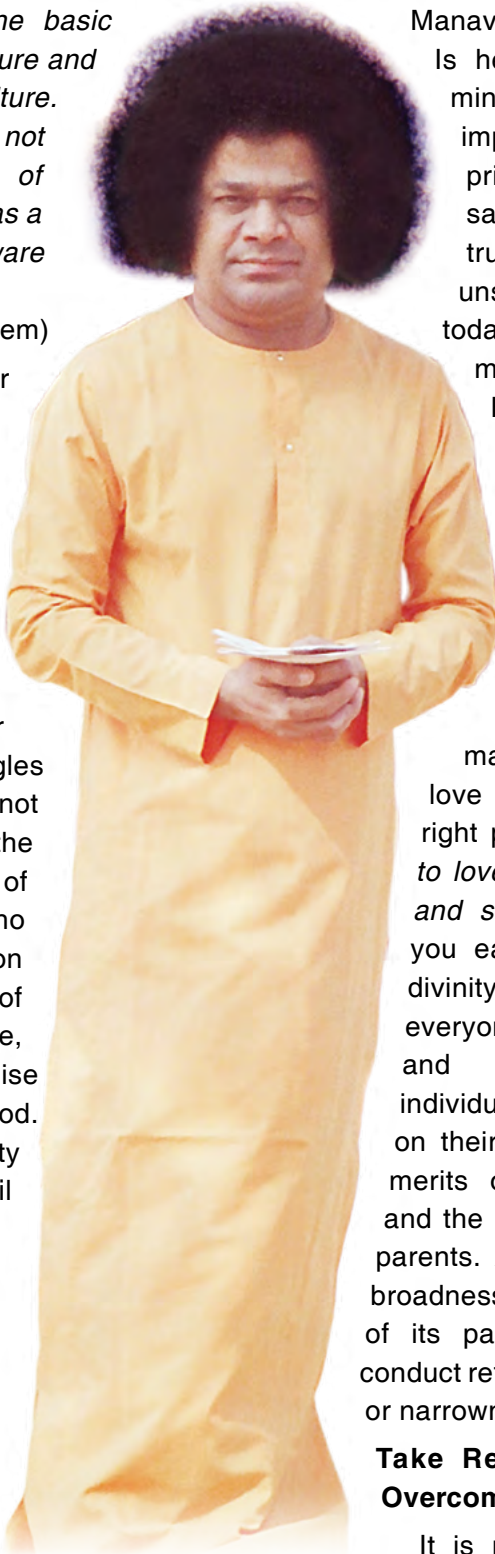 he basic
ure and
ture.
not
of
as a
ware
em)
r
r
gles
not
the
of
ho
on
of
e,
ise
od.
ty
il
Manav
Is he
min
imp
pri
sa
tru
uns
toda
m
ma
love
right p
to love
and s
you ea
divinity
everyon
and
individu
on their
merits o
and the
parents.
broadness
of its pa
conduct ref
or narrown
Take Re
Overcom
It is